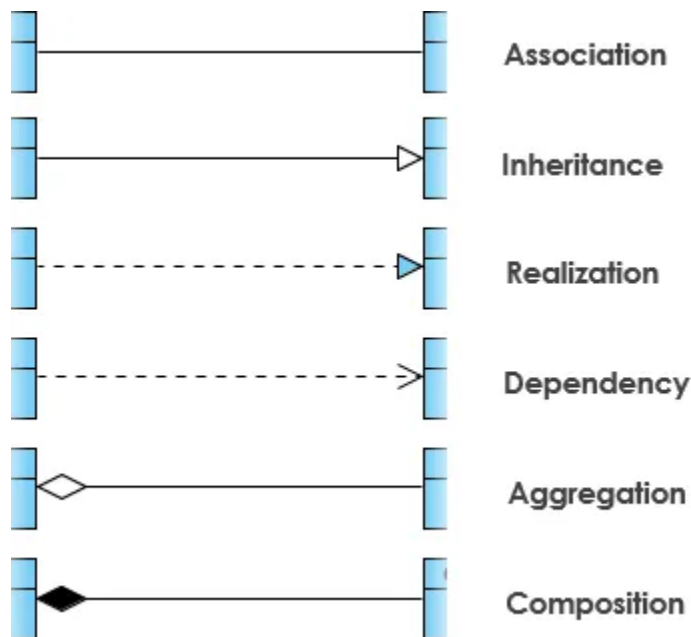 Association
Inheritance
Realization
Dependency
Aggregation
Composition